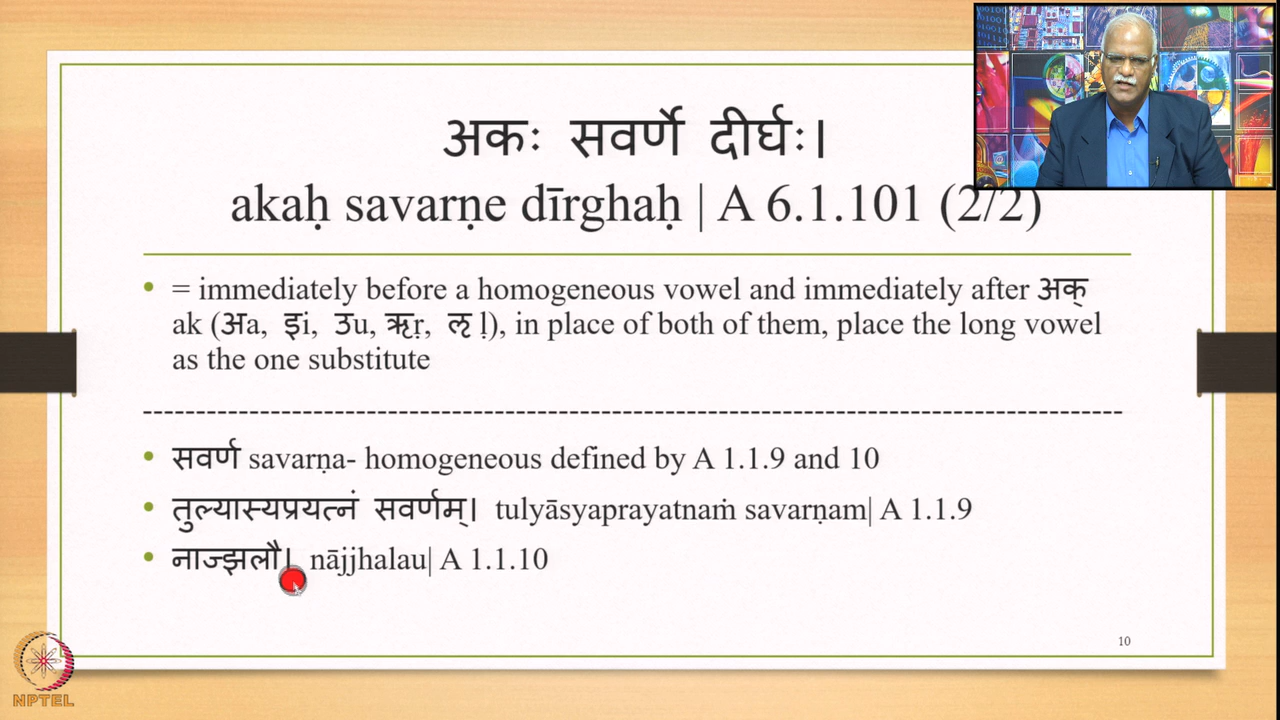 अकः सवर्णे दीर्घः।
akaḥ savarṇe dīrghaḥ | A 6.1.101 (2/2)
• = immediately before a homogeneous vowel and immediately after अक्
ak (अa, इi, उu, ऋṛ, ऌ ḷ), in place of both of them, place the long vowel
as the one substitute
--------------------------------------------------------------------------------------------
• सवर्ण savarṇa- homogeneous defined by A 1.1.9 and 10
• तुल्यास्यप्रयत्नं सवर्णम्। tulyāsyaprayatnaṁ savarṇam| A 1.1.9
• नाज्झलौ। nājjhalau| A 1.1.10
10
NPTEL